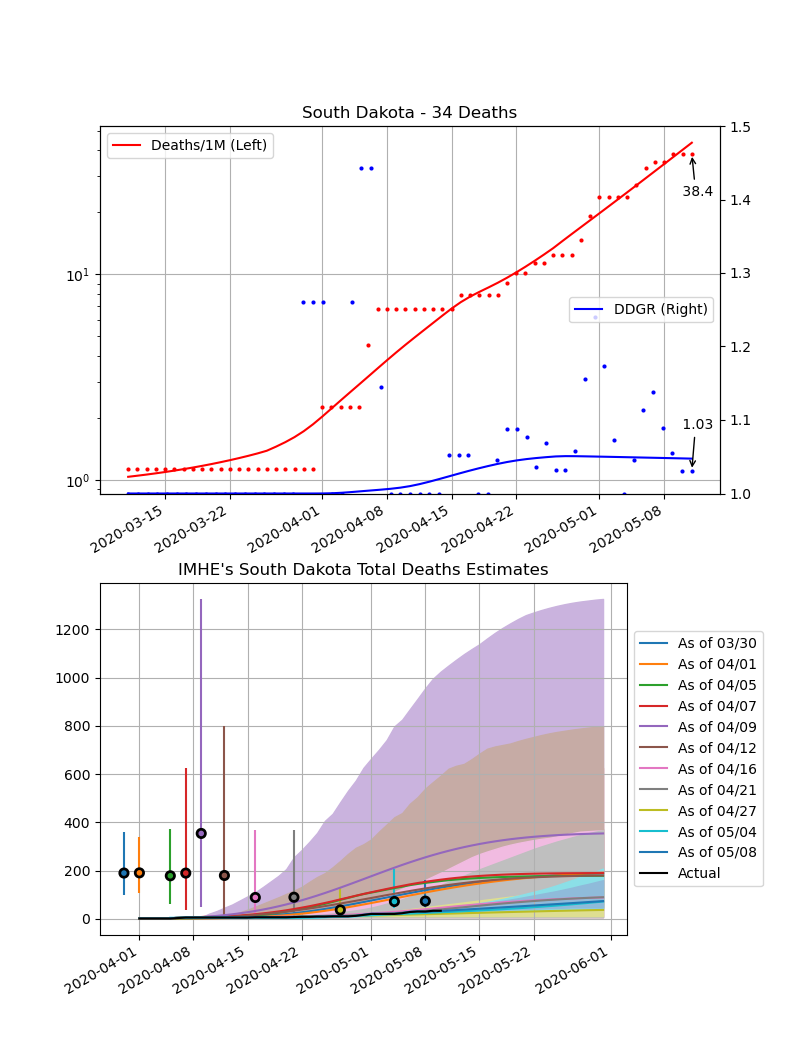 South Dakota - 34 Deaths
Deaths/1M (Left)
1.5
1.4
38.4
1.3
10¹
DDGR (Right)
1.2
1.03
1.1
10⁰
1.0
2020-03-15
2020-03-22
2020-04-01
2020-04-08
2020-04-15
2020-04-22
2020-05-01
2020-05-08
IMHE's South Dakota Total Deaths Estimates
1200
1000
800
600
400
200
0
As of 03/30
As of 04/01
As of 04/05
As of 04/07
As of 04/09
As of 04/12
As of 04/16
As of 04/21
As of 04/27
As of 05/04
As of 05/08
Actual
2020-04-01
2020-04-08
2020-04-15
2020-04-22
2020-05-01
2020-05-08
2020-05-15
2020-05-22
2020-06-01